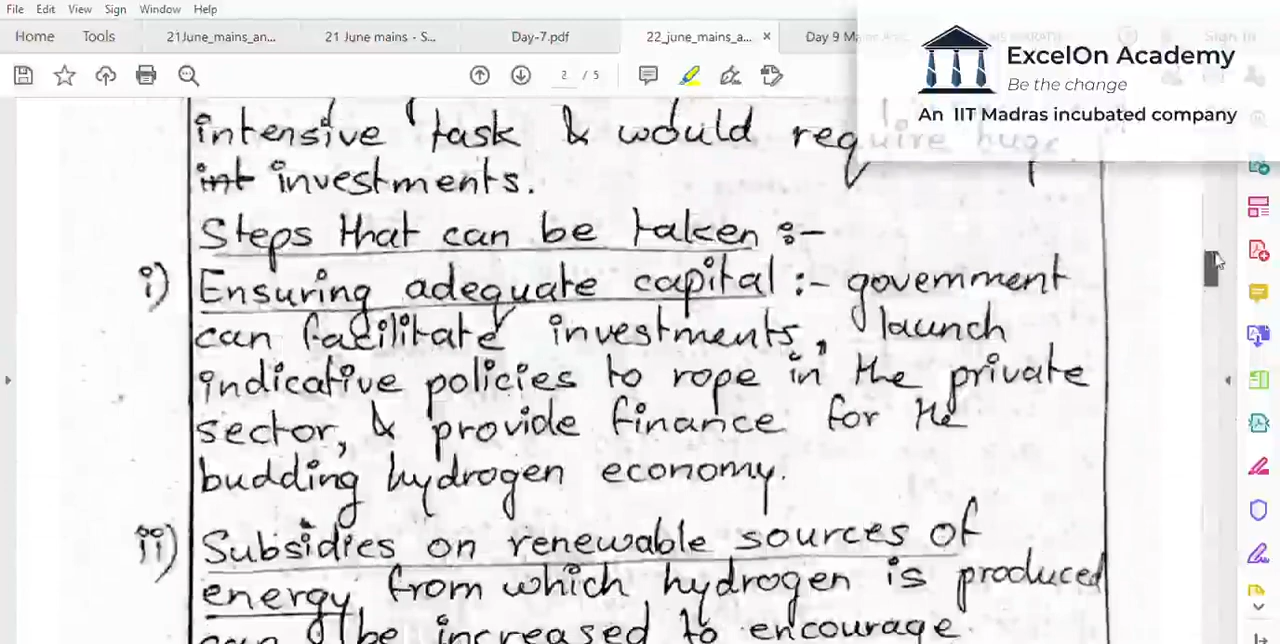 File Edit View Sign Window Help
Home Tools 21June_mains_an... 21 June mains - S... Day-7.pdf 22_june_mains_a... × Day 9 Sign In
2 / 5
ExcelOn Academy
Be the change
An IIT Madras incubated company
intensive task & would require huge
int investments.
Steps that can be taken :-
i) Ensuring adequate capital :- government
can facilitate investments, launch
indicative policies to rope in the private
sector, & provide finance for the
budding hydrogen economy.
ii) Subsidies on renewable sources of
energy from which hydrogen is produced
can be increased to encourage